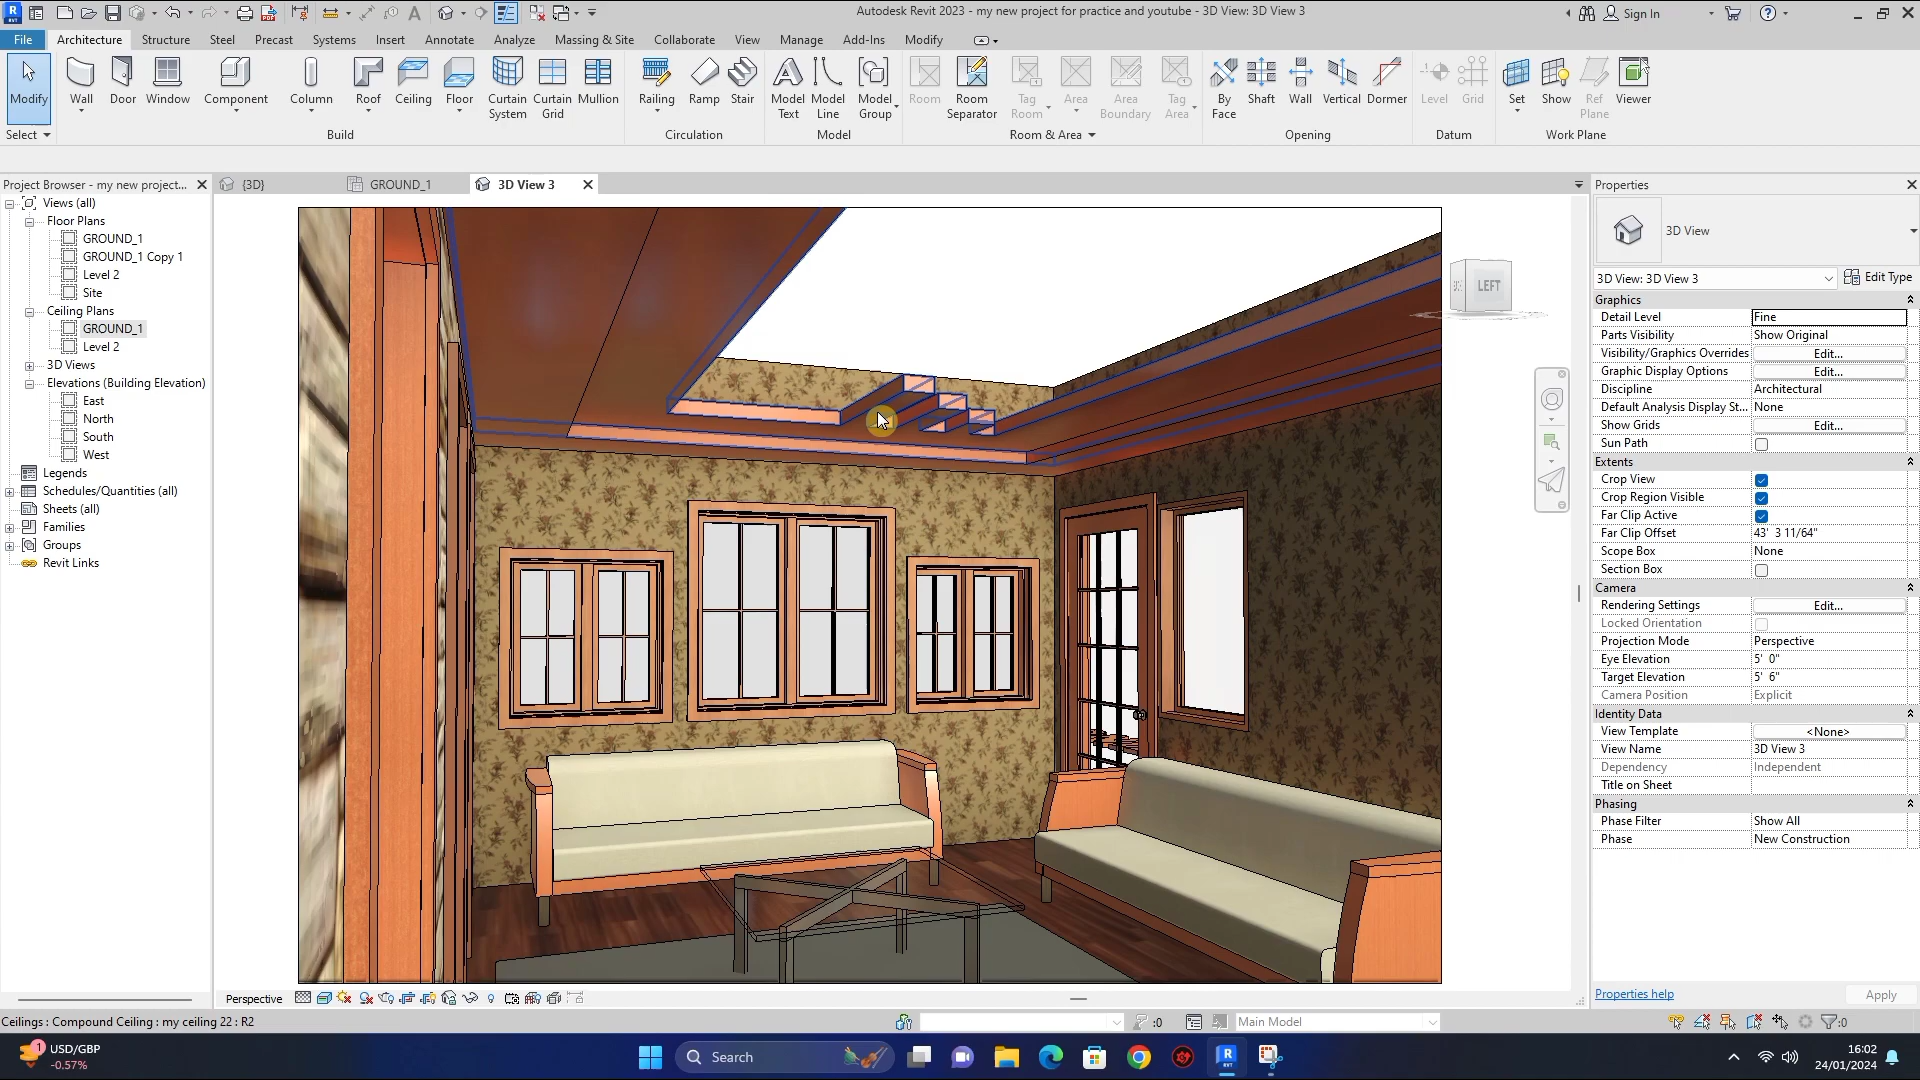 Autodesk Revit 2023 - my new project for practice and youtube - 3D View: 3D View 3
Sign In
File Architecture Structure Steel Precast Systems Insert Annotate Analyze Massing & Site Collaborate View Manage Add-Ins Modify
Modify Wall Door Window Component Column Roof Ceiling Floor Curtain System Curtain Grid Mullion Railing Ramp Stair Model Text Model Line Model Group Room Room Separator Tag Room Area Area Boundary Tag Area By Face Shaft Wall Vertical Dormer Level Grid Set Show Ref Plane Viewer
Select Build Circulation Model Room & Area Opening Datum Work Plane
Project Browser - my new project...
{3D} GROUND_1 3D View 3
Views (all)
Floor Plans
GROUND_1
GROUND_1 Copy 1
Level 2
Site
Ceiling Plans
GROUND_1
Level 2
3D Views
Elevations (Building Elevation)
East
North
South
West
Legends
Schedules/Quantities (all)
Sheets (all)
Families
Groups
Revit Links
LEFT
Properties
3D View
3D View: 3D View 3 Edit Type
Graphics
Detail Level Fine
Parts Visibility Show Original
Visibility/Graphics Overrides Edit...
Graphic Display Options Edit...
Discipline Architectural
Default Analysis Display St... None
Show Grids Edit...
Sun Path
Extents
Crop View
Crop Region Visible
Far Clip Active
Far Clip Offset 43' 3 11/64"
Scope Box None
Section Box
Camera
Rendering Settings Edit...
Locked Orientation
Projection Mode Perspective
Eye Elevation 5' 0"
Target Elevation 5' 6"
Camera Position Explicit
Identity Data
View Template <None>
View Name 3D View 3
Dependency Independent
Title on Sheet
Phasing
Phase Filter Show All
Phase New Construction
Properties help Apply
Perspective
Ceilings : Compound Ceiling : my ceiling 22 : R2
:0
Main Model
:0
1
USD/GBP
-0.57%
Search
R
RVT
16:02
24/01/2024